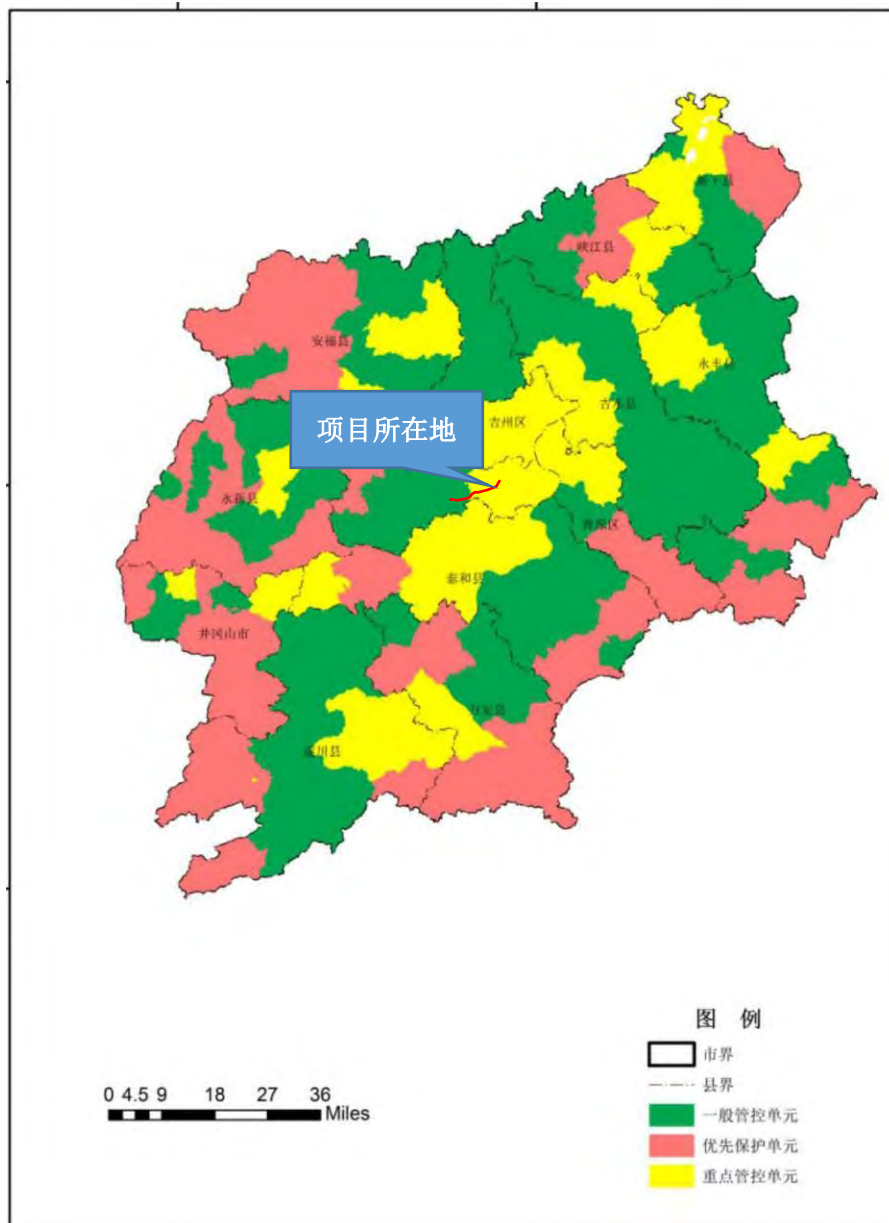 新干县
峡江县
安福县
永丰县
项目所在地
吉州区
吉水县
永新县
青原区
泰和县
井冈山市
万安县
遂川县
图 例
市界
县界
一般管控单元
优先保护单元
重点管控单元
0 4.5 9 18 27 36
Miles